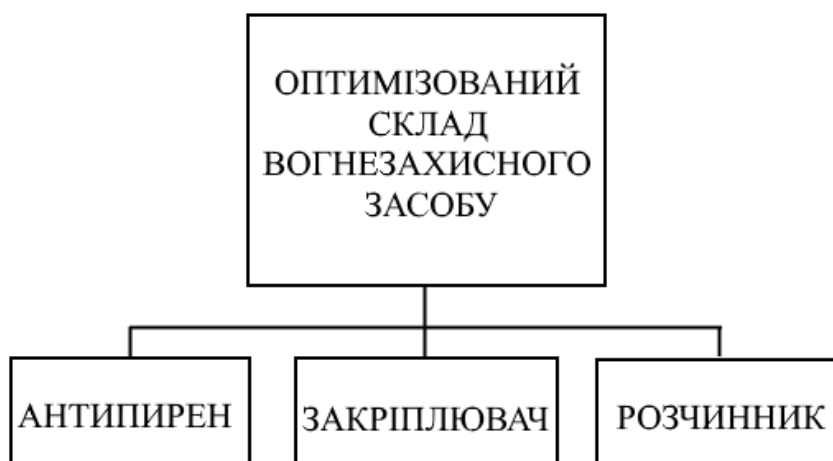 ОПТИМІЗОВАНИЙ
СКЛАД
ВОГНЕЗАХИСНОГО
ЗАСОБУ
АНТИПИРЕН
ЗАКРІПЛЮВАЧ
РОЗЧИННИК